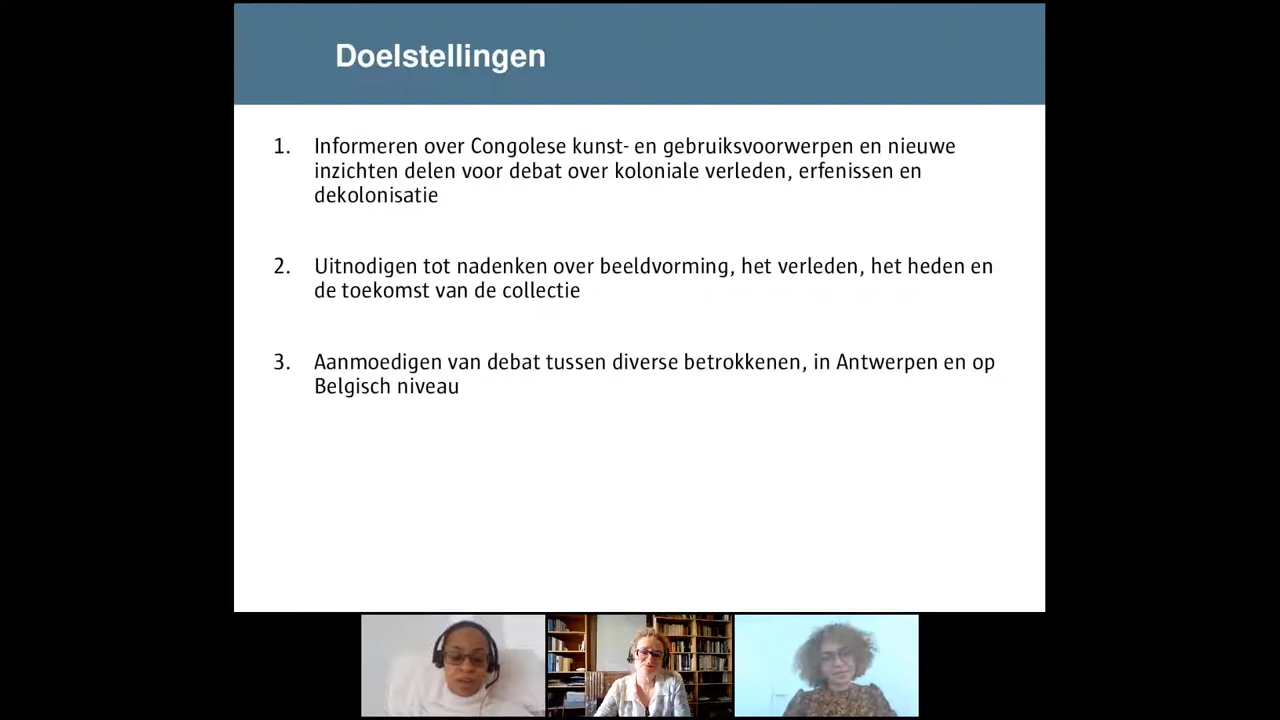 Doelstellingen
1. Informeren over Congolese kunst- en gebruiksvoorwerpen en nieuwe
inzichten delen voor debat over koloniale verleden, erfenissen en
dekolonisatie
2. Uitnodigen tot nadenken over beeldvorming, het verleden, het heden en
de toekomst van de collectie
3. Aanmoedigen van debat tussen diverse betrokkenen, in Antwerpen en op
Belgisch niveau